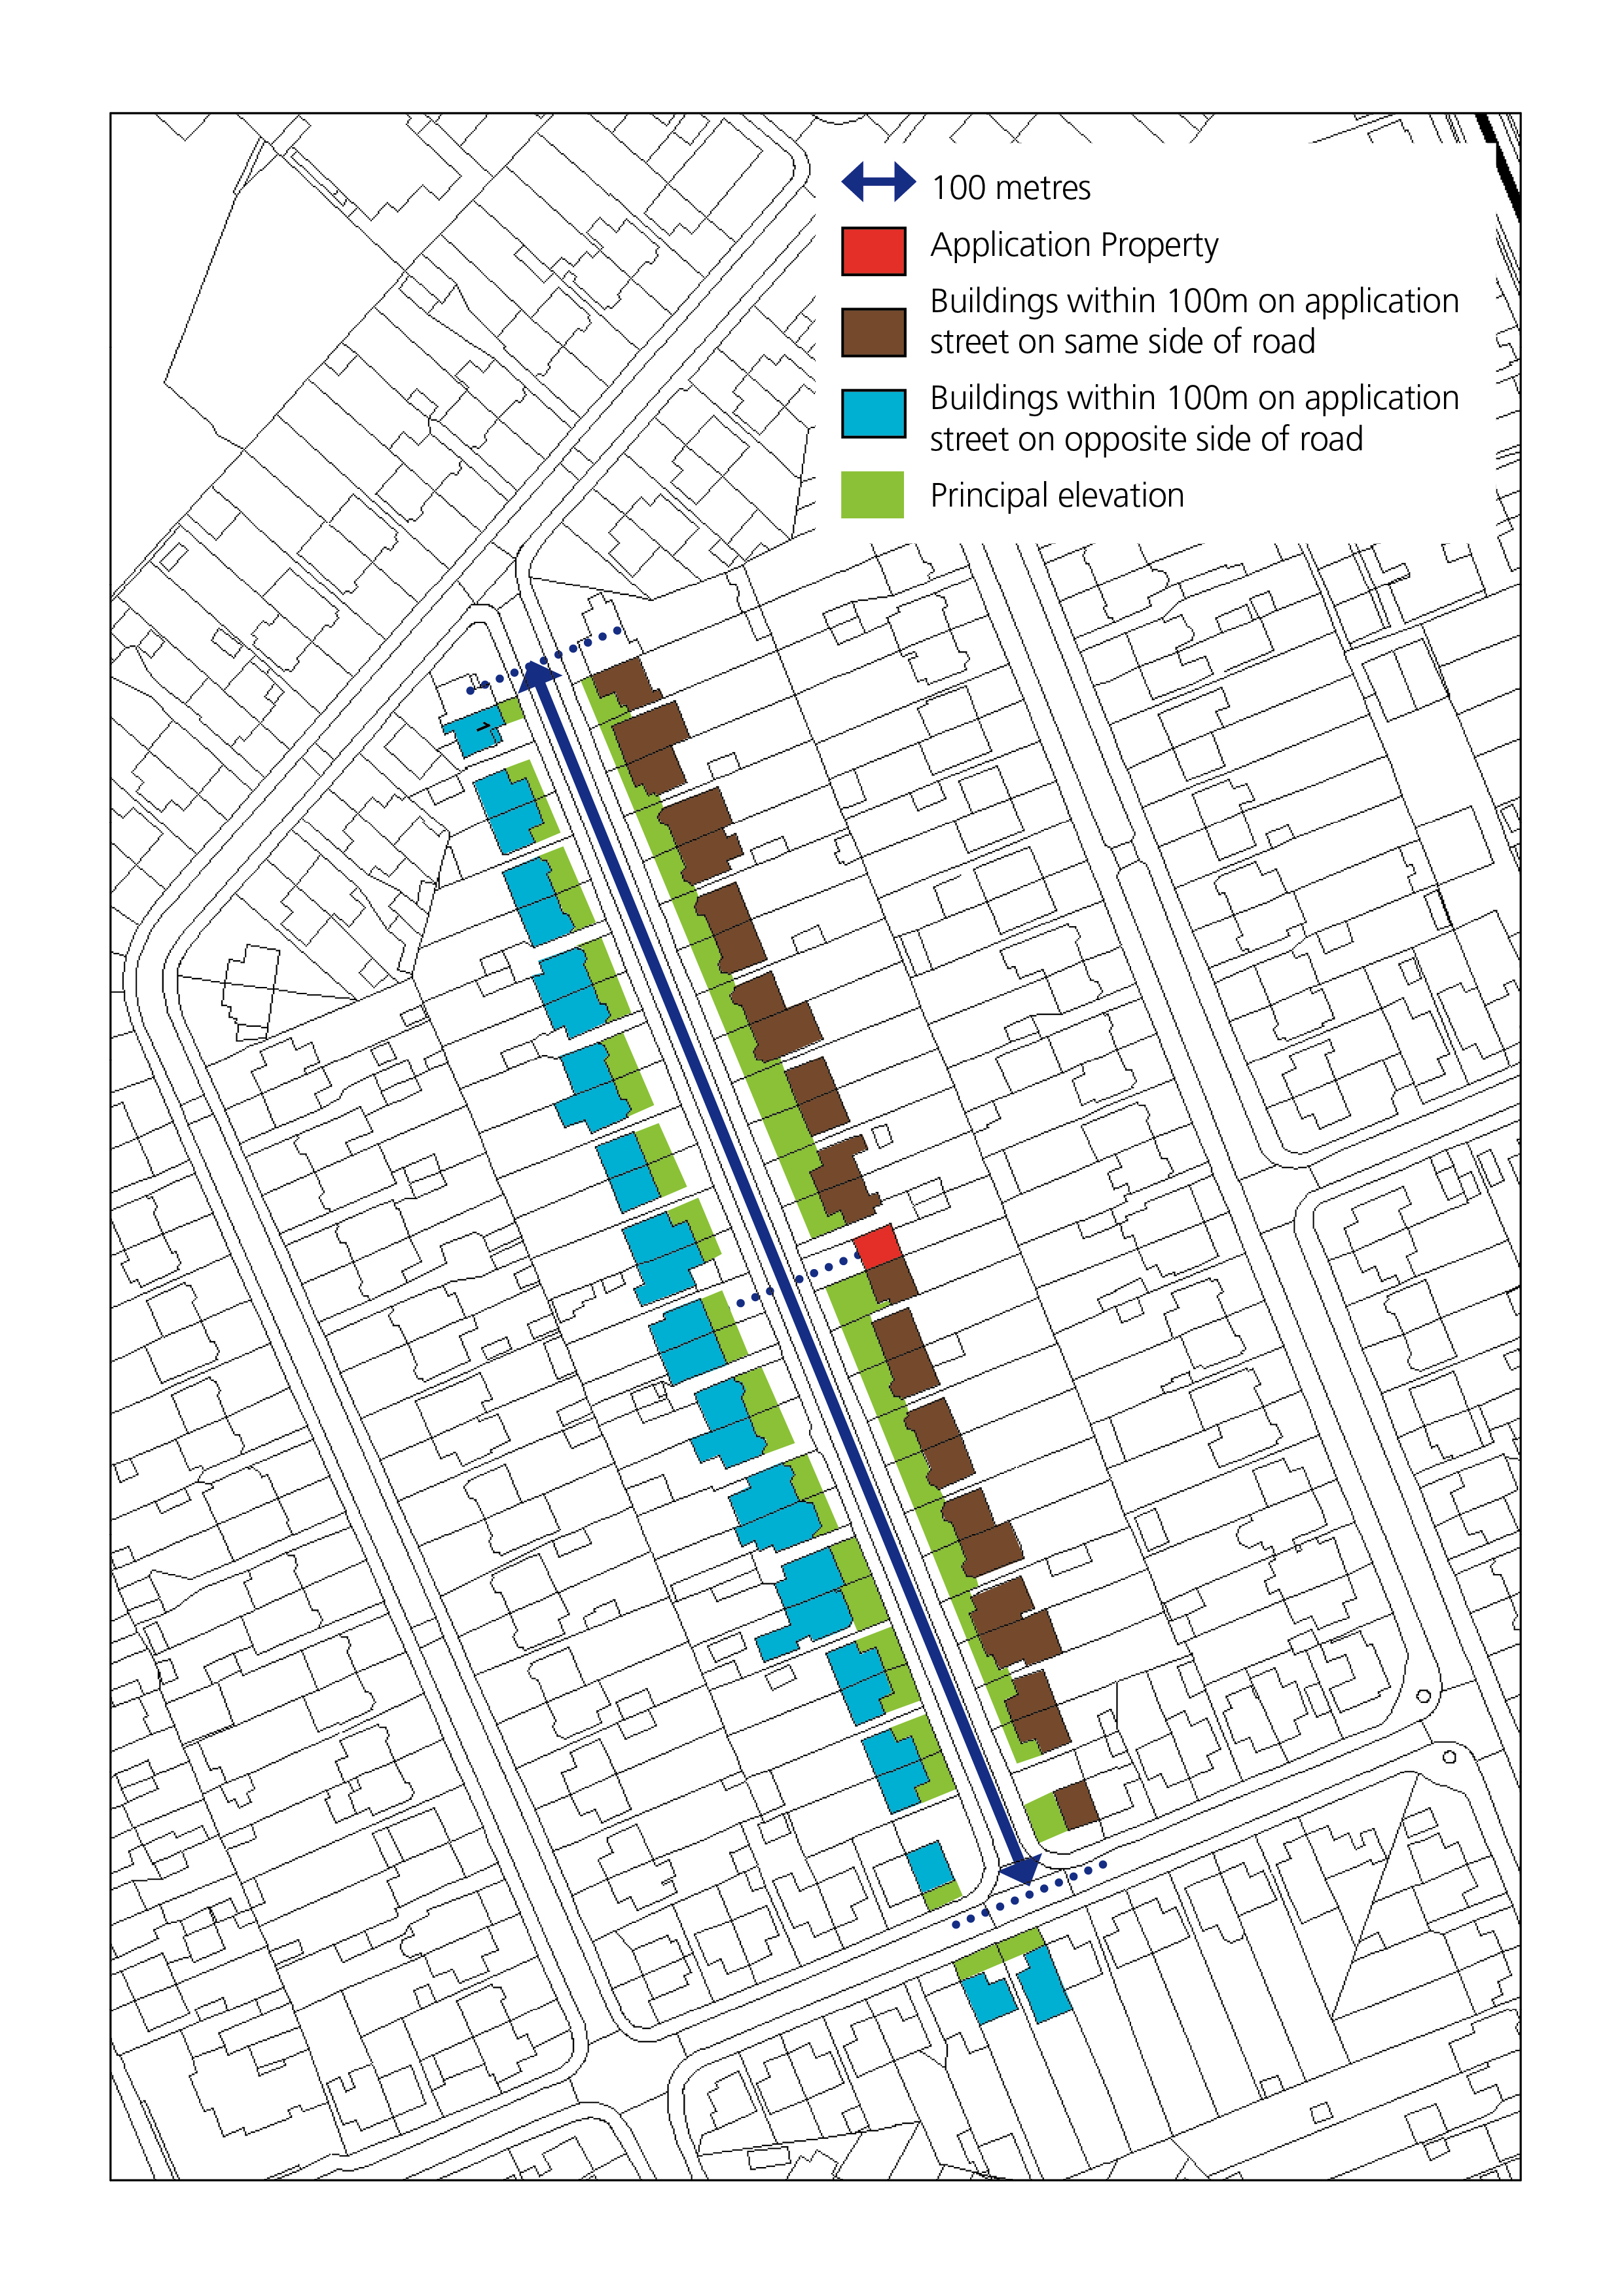 100 metres
Application Property
Buildings within 100m on application
street on same side of road
Buildings within 100m on application
street on opposite side of road
Principal elevation
1